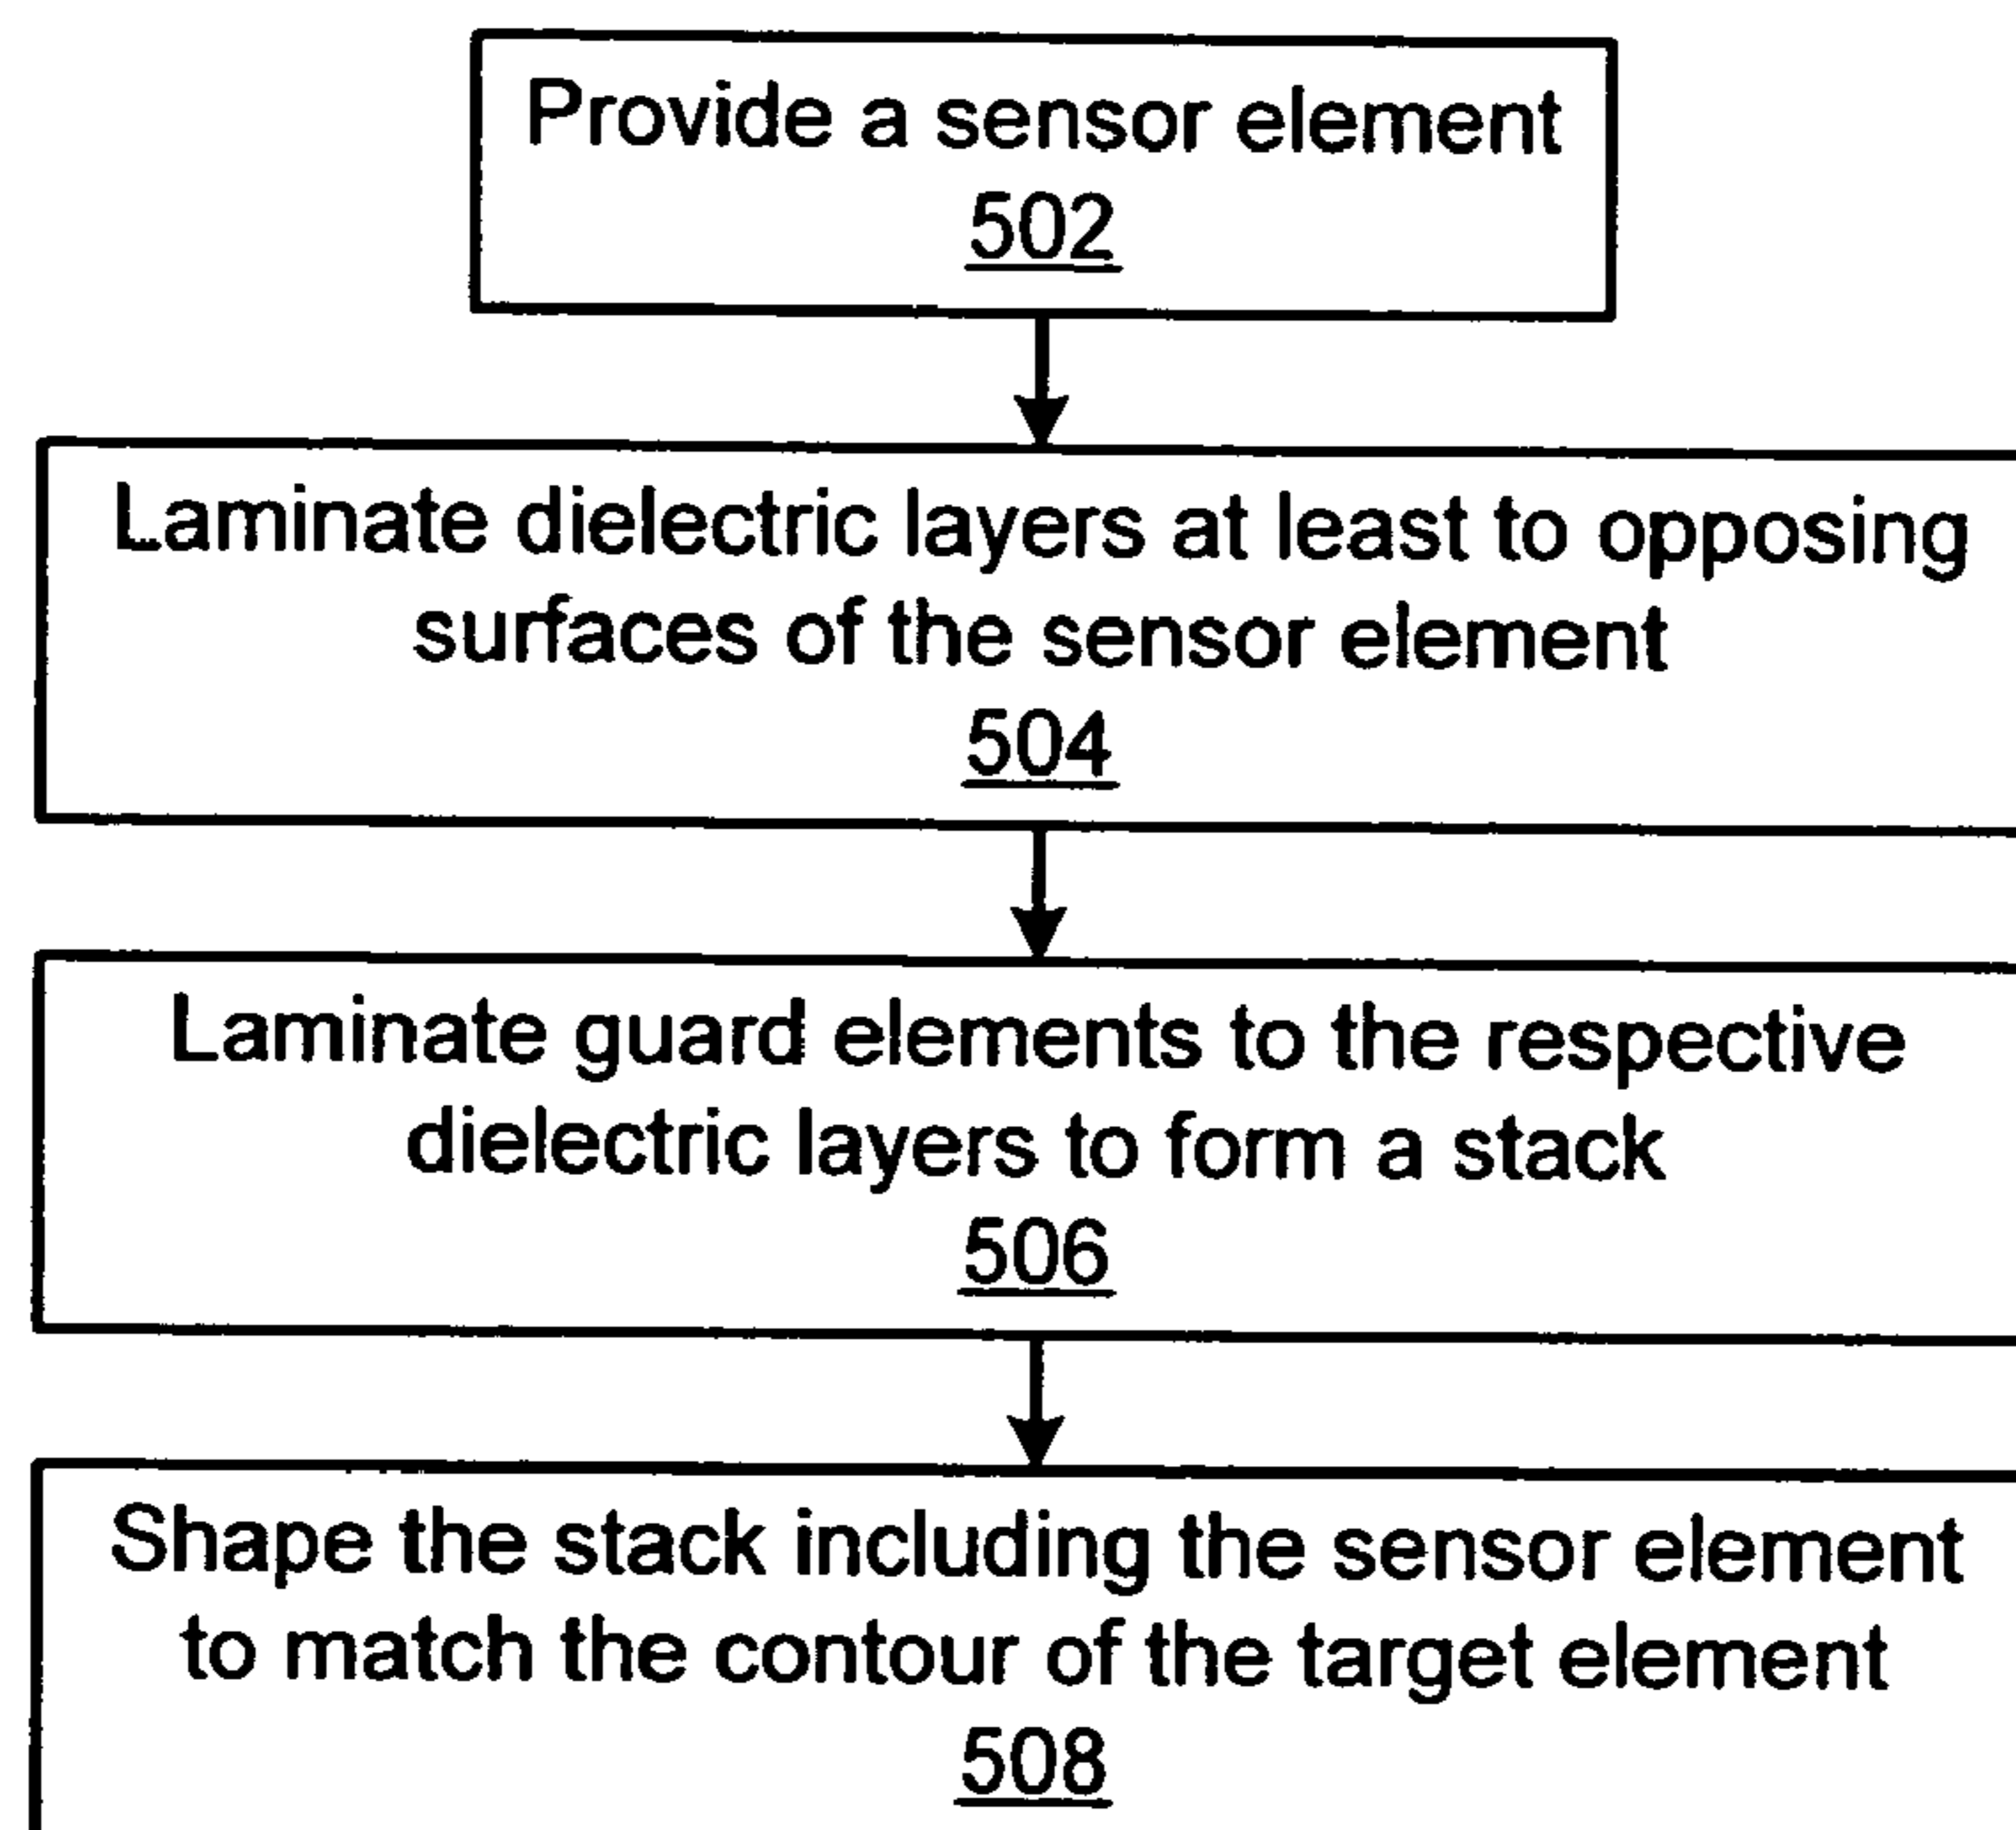 Provide a sensor element
502
Laminate dielectric layers at least to opposing
surfaces of the sensor element
504
Laminate guard elements to the respective
dielectric layers to form a stack
506
Shape the stack including the sensor element
to match the contour of the target element
508